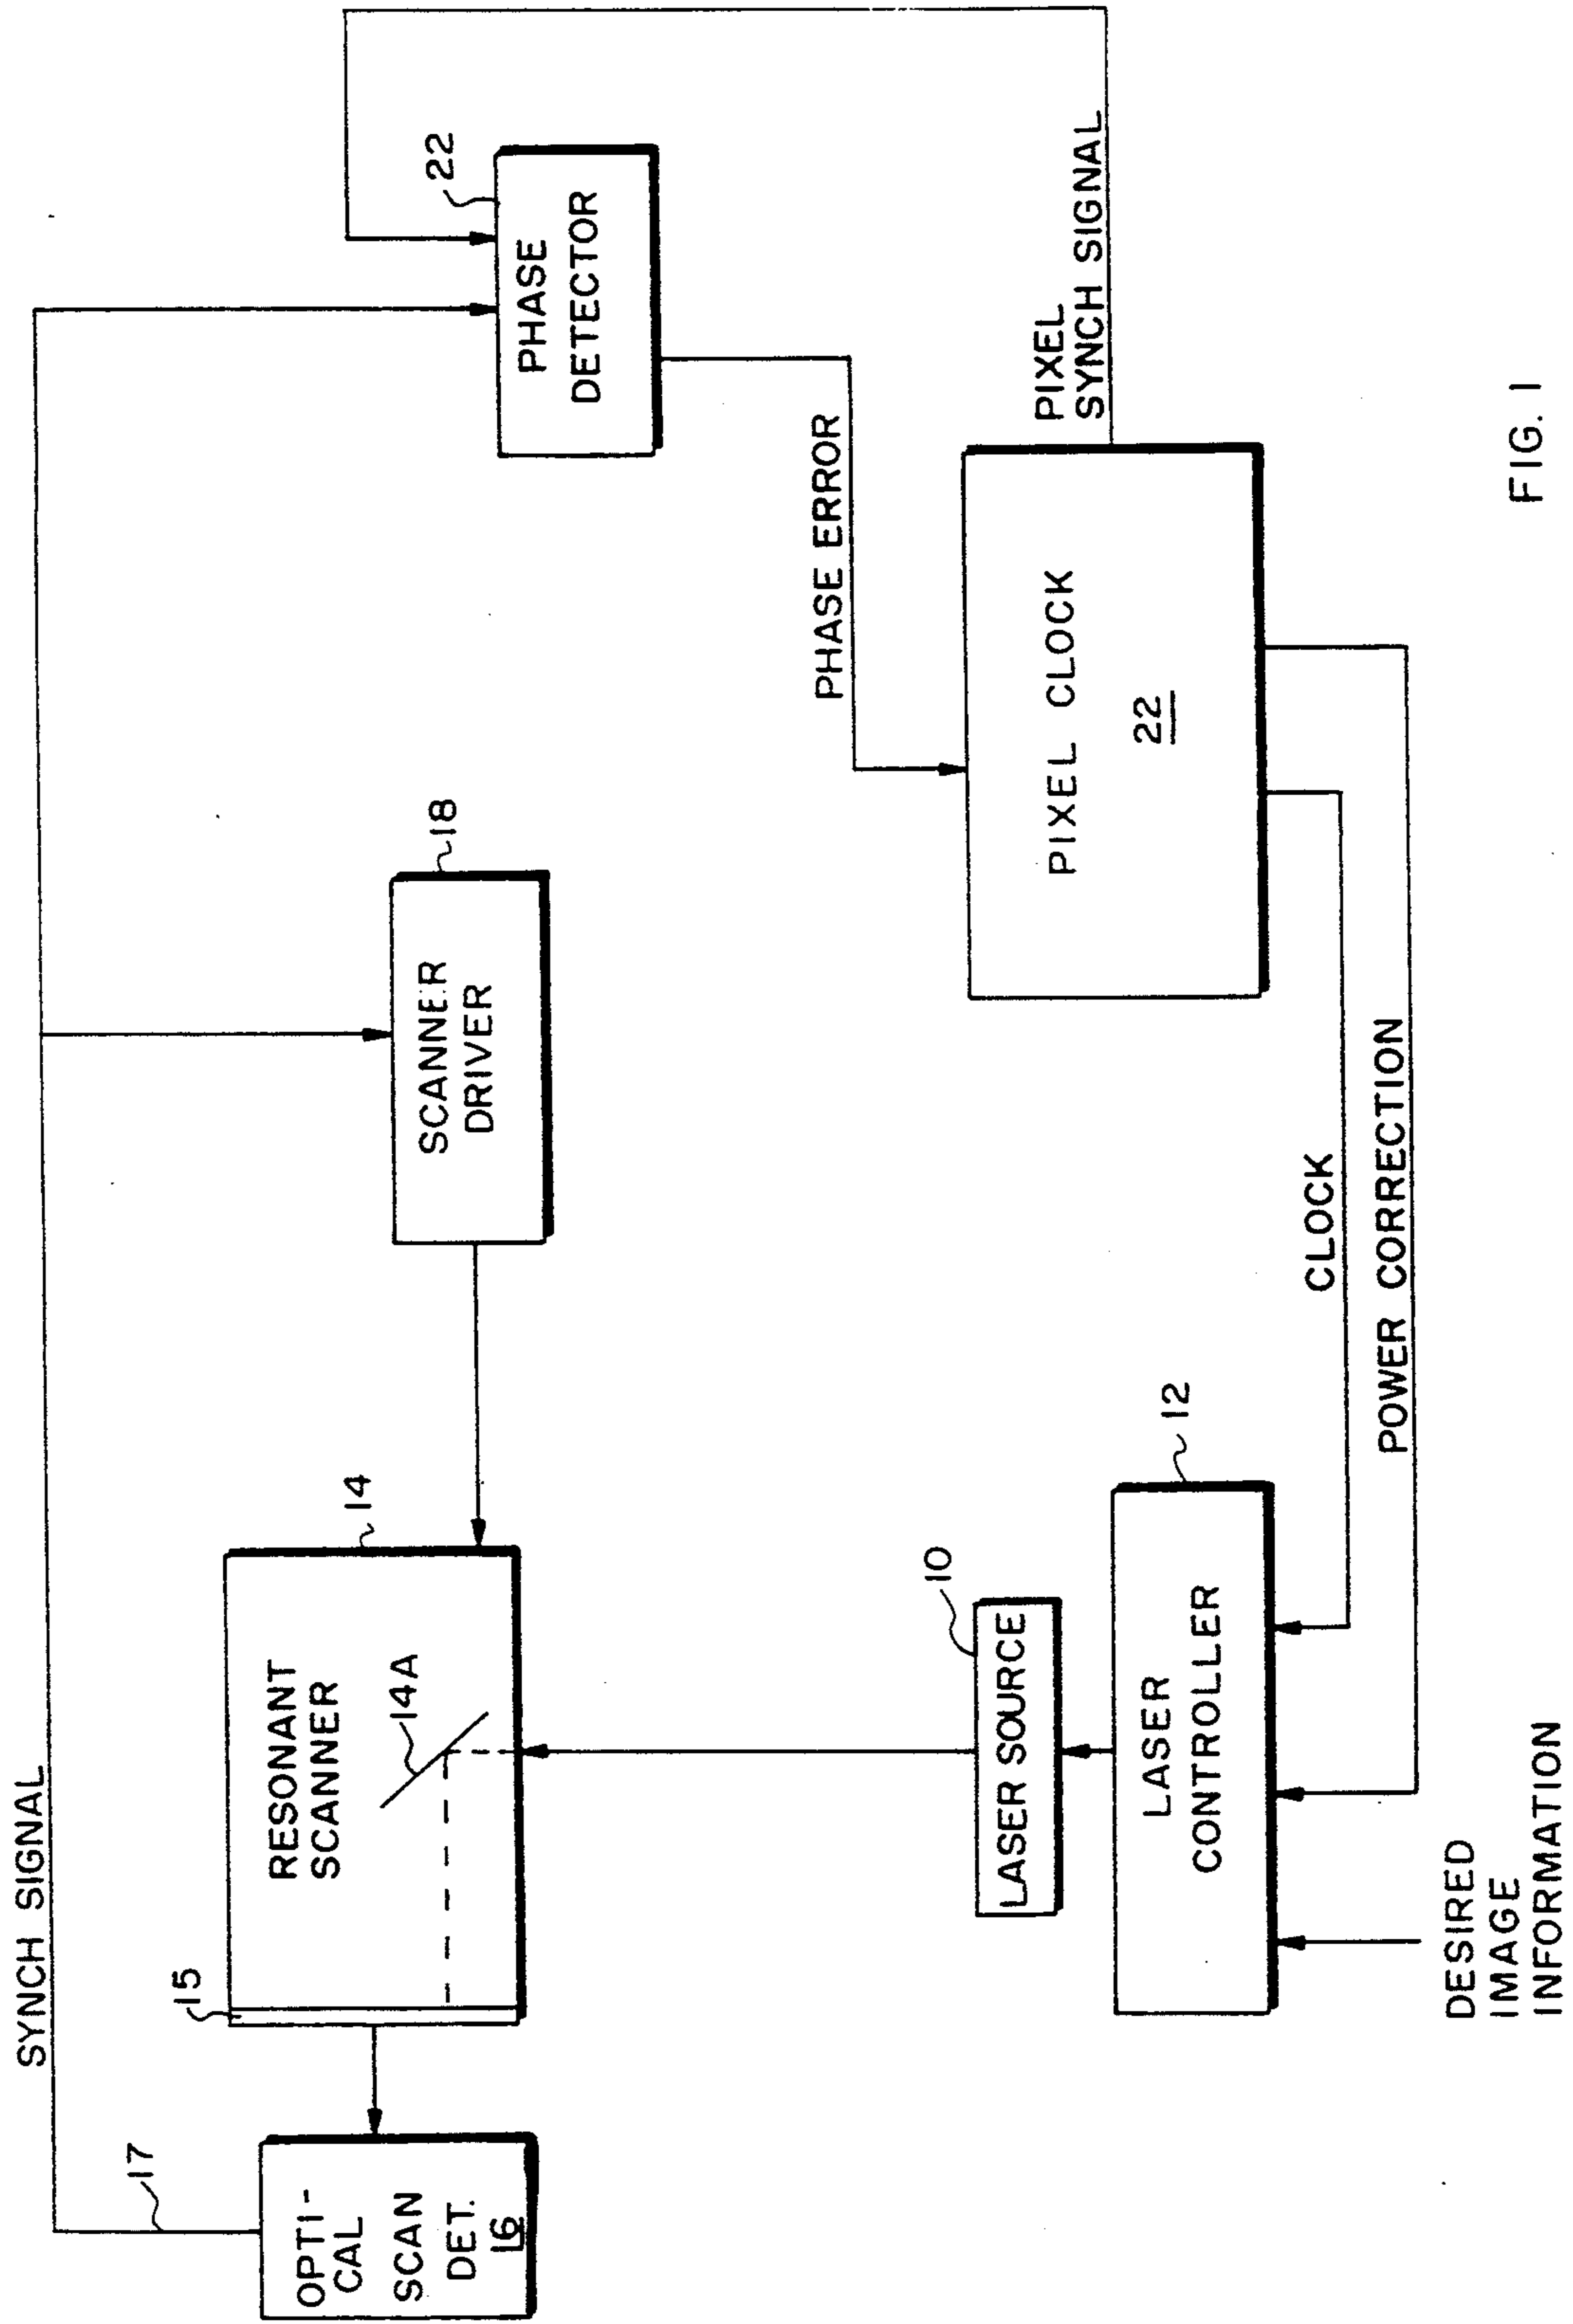 SYNCH SIGNAL
17
OPTI-
CAL
SCAN
DET.
16
15
RESONANT
SCANNER
14
14A
SCANNER
DRIVER
18
PHASE
DETECTOR
22
PHASE ERROR
PIXEL
SYNCH SIGNAL
PIXEL CLOCK
22
LASER SOURCE
10
LASER
CONTROLLER
12
CLOCK
POWER CORRECTION
DESIRED
IMAGE
INFORMATION
FIG. 1